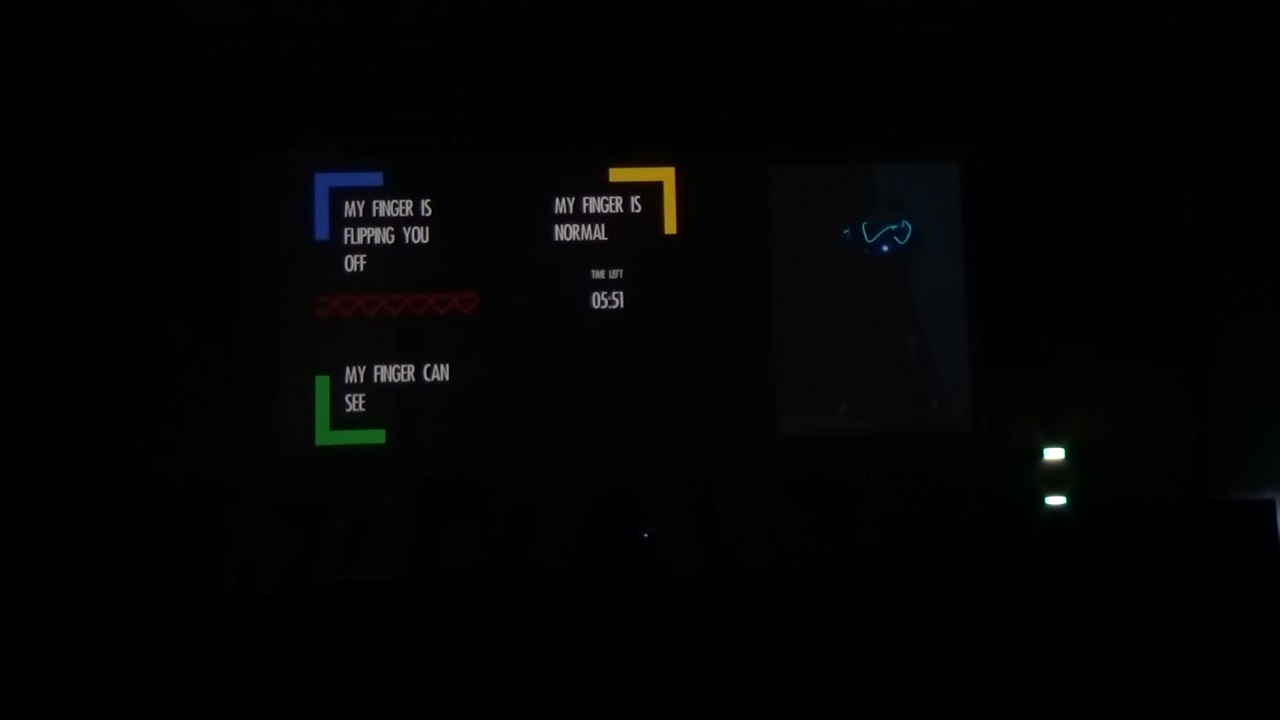 MY FINGER IS
FLIPPING YOU
OFF
MY FINGER IS
NORMAL
TIME LEFT
05:51
MY FINGER CAN
SEE